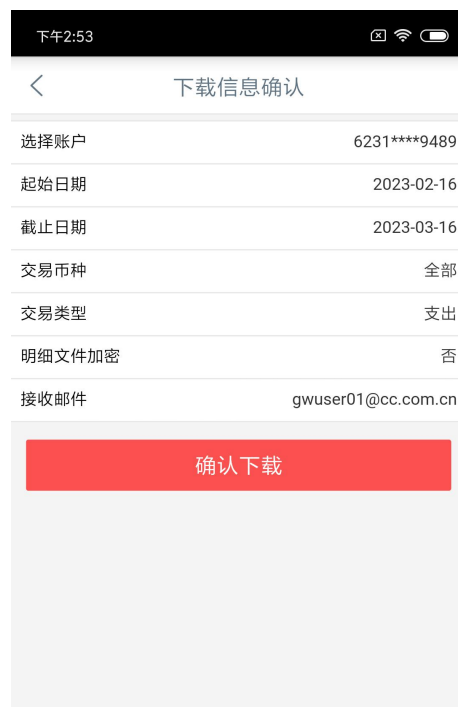 下午2:53
下载信息确认
选择账户 6231****9489
起始日期 2023-02-16
截止日期 2023-03-16
交易币种 全部
交易类型 支出
明细文件加密 否
接收邮件 gwuser01@cc.com.cn
确认下载